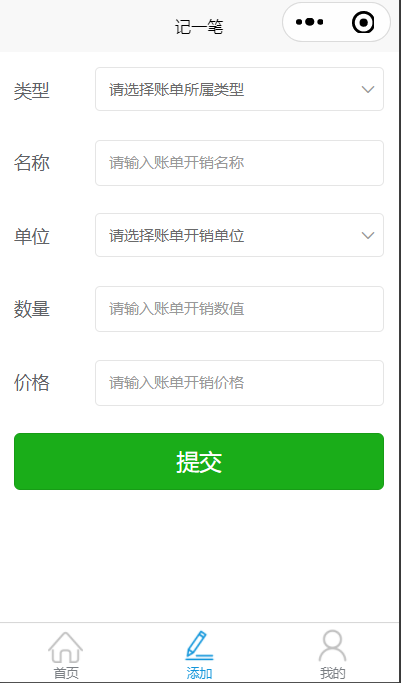 记一笔
类型
请选择账单所属类型
名称
请输入账单开销名称
单位
请选择账单开销单位
数量
请输入账单开销数值
价格
请输入账单开销价格
提交
首页
添加
我的